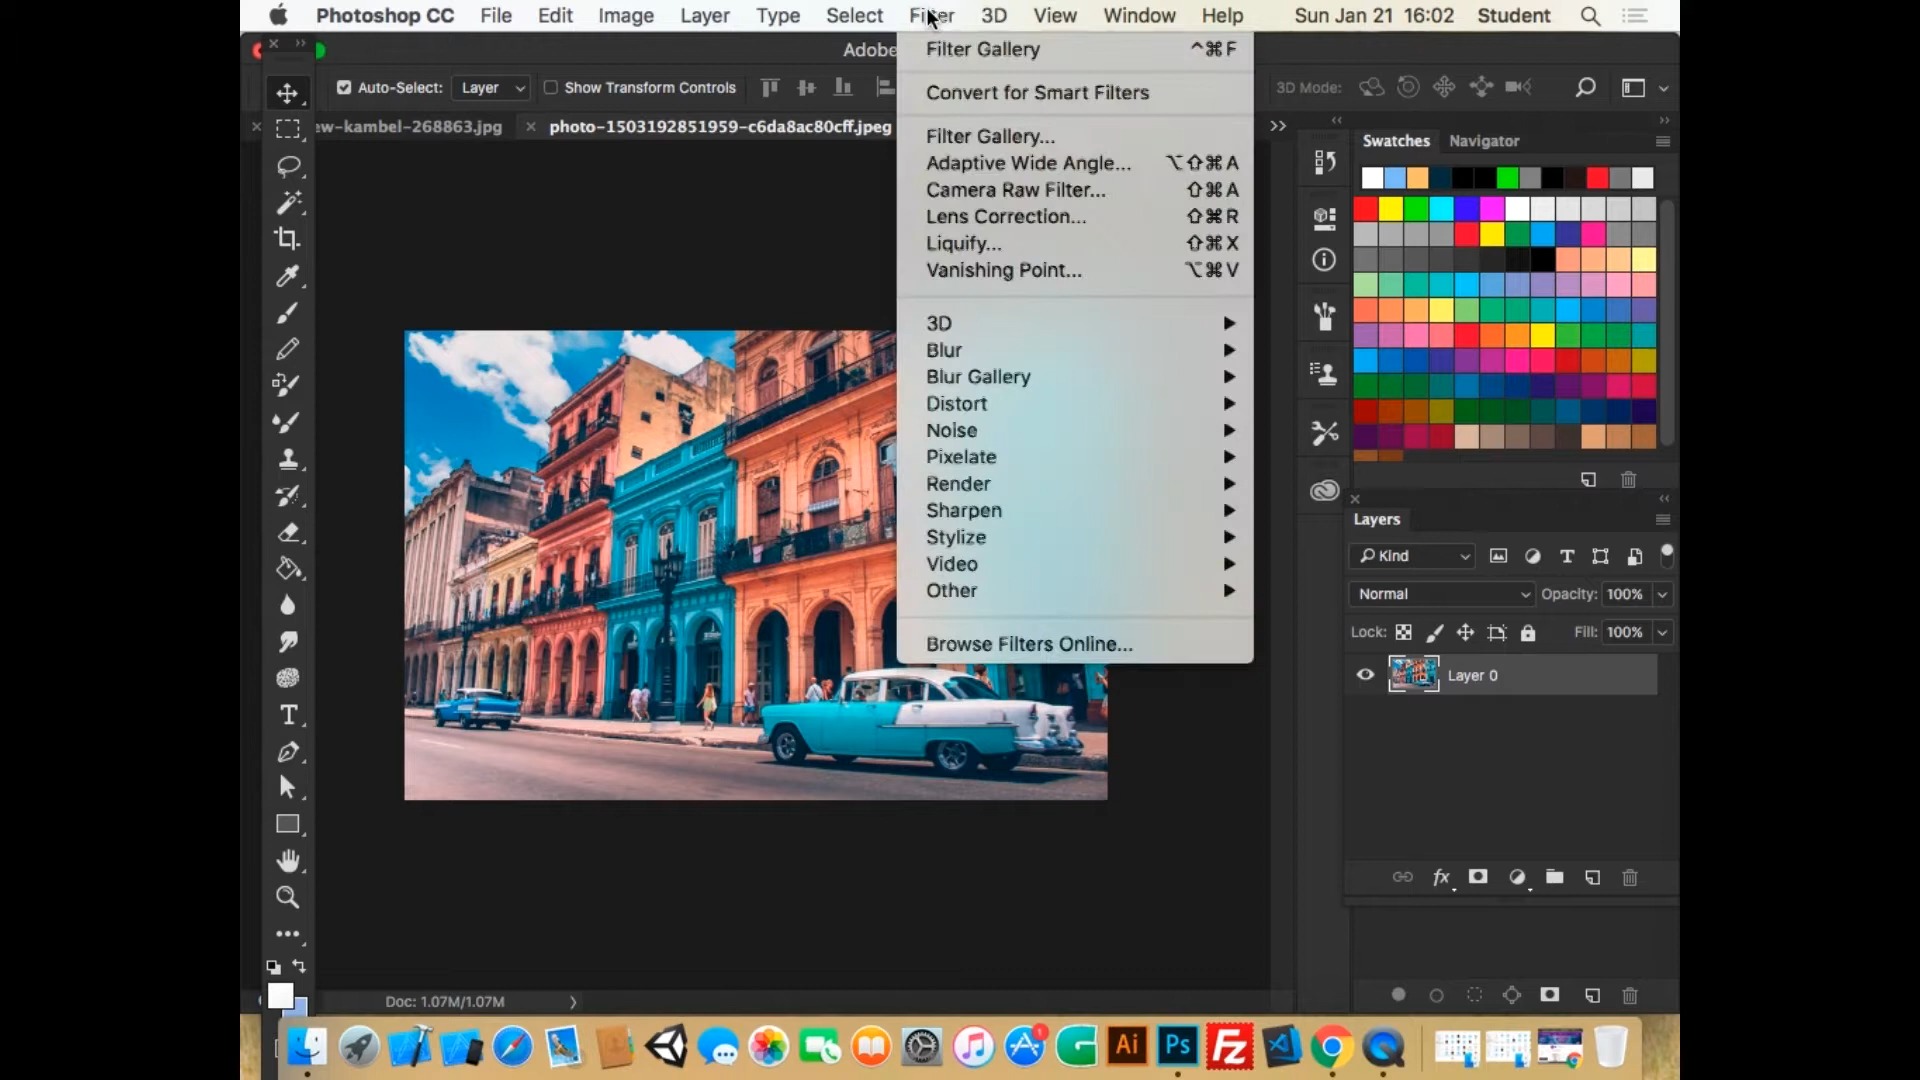 Photoshop CC File Edit Image Layer Type Select Filter 3D View Window Help Sun Jan 21 16:02 Student
Adobe
Auto-Select: Layer Show Transform Controls 3D Mode:
ew-kambel-268863.jpg photo-1503192851959-c6da8ac80cff.jpeg
Filter Gallery ^⌘F
Convert for Smart Filters
Filter Gallery...
Adaptive Wide Angle... ⌥⇧⌘A
Camera Raw Filter... ⇧⌘A
Lens Correction... ⇧⌘R
Liquify... ⇧⌘X
Vanishing Point... ⌥⌘V
3D
Blur
Blur Gallery
Distort
Noise
Pixelate
Render
Sharpen
Stylize
Video
Other
Browse Filters Online...
Swatches Navigator
Layers
Kind
Normal Opacity: 100%
Lock: Fill: 100%
Layer 0
Doc: 1.07M/1.07M
1
Ai Ps Fz